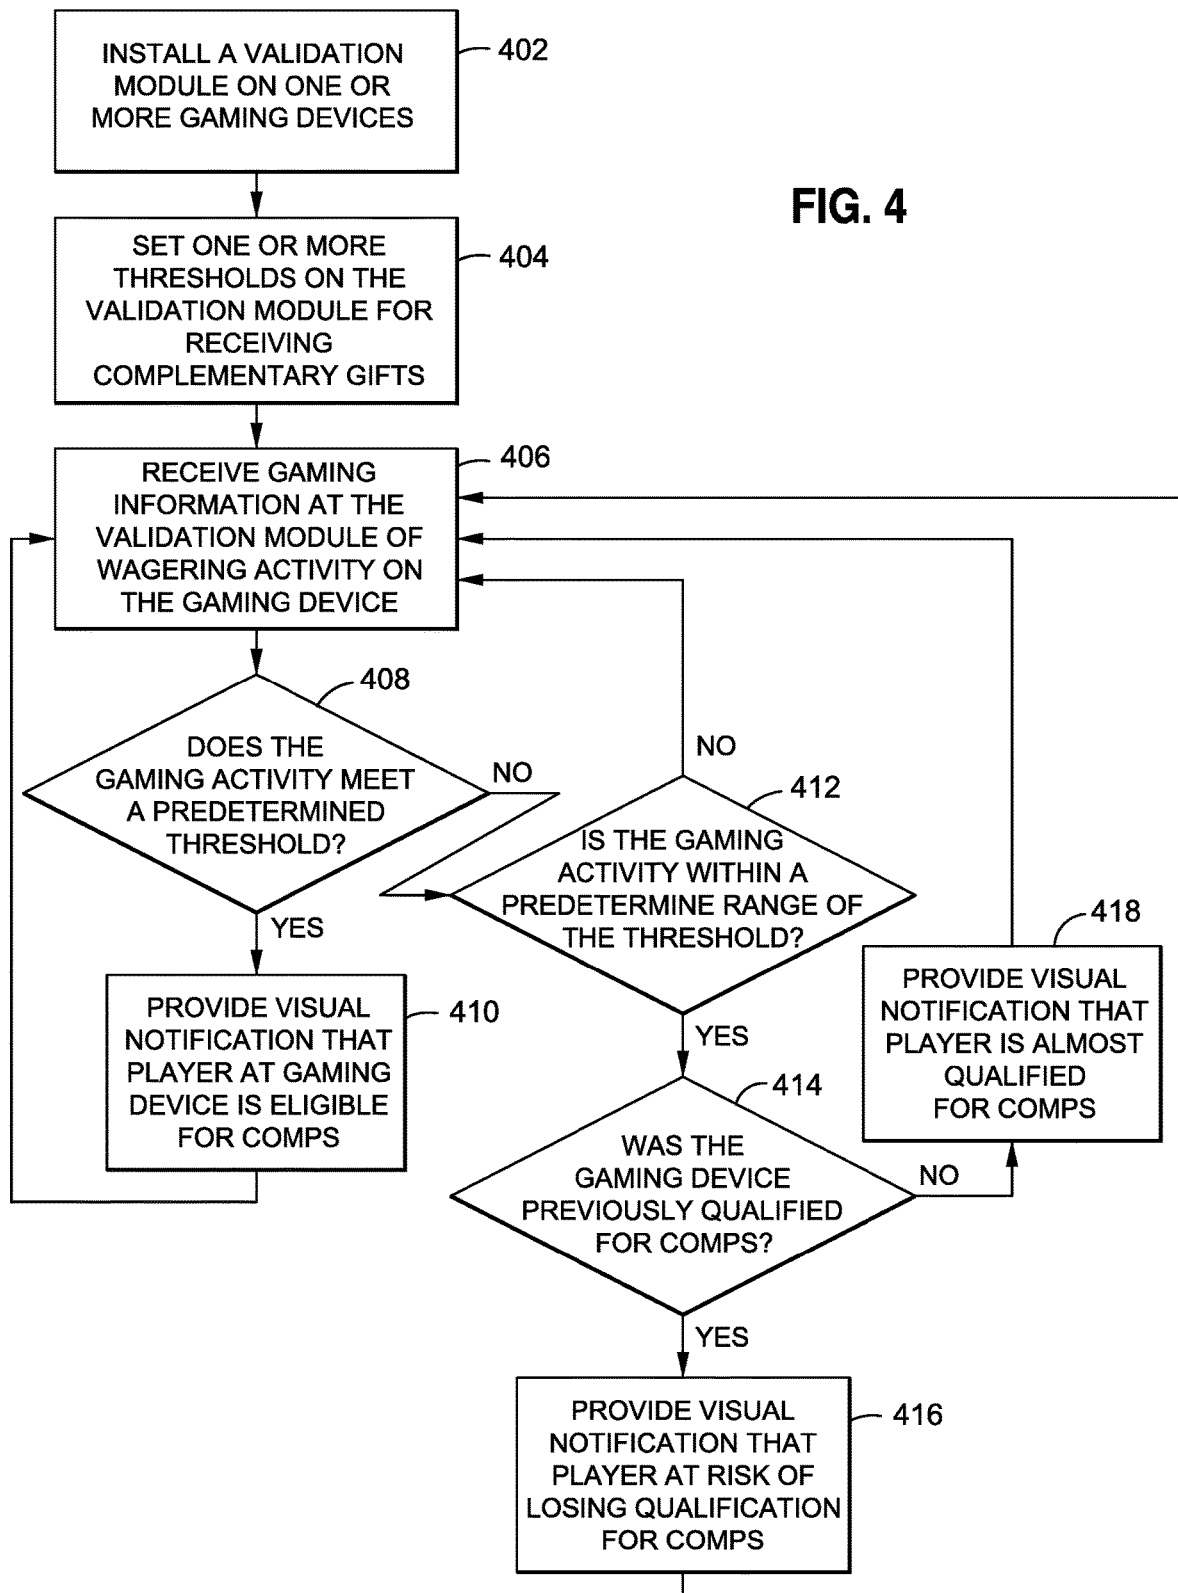 INSTALL A VALIDATION
MODULE ON ONE OR
MORE GAMING DEVICES
402
FIG. 4
SET ONE OR MORE
THRESHOLDS ON THE
VALIDATION MODULE FOR
RECEIVING
COMPLEMENTARY GIFTS
404
RECEIVE GAMING
INFORMATION AT THE
VALIDATION MODULE OF
WAGERING ACTIVITY ON
THE GAMING DEVICE
406
408
DOES THE
GAMING ACTIVITY MEET
A PREDETERMINED
THRESHOLD?
NO
YES
PROVIDE VISUAL
NOTIFICATION THAT
PLAYER AT GAMING
DEVICE IS ELIGIBLE
FOR COMPS
410
NO
412
IS THE GAMING
ACTIVITY WITHIN A
PREDETERMINE RANGE OF
THE THRESHOLD?
YES
414
WAS THE
GAMING DEVICE
PREVIOUSLY QUALIFIED
FOR COMPS?
NO
418
PROVIDE VISUAL
NOTIFICATION THAT
PLAYER IS ALMOST
QUALIFIED
FOR COMPS
YES
PROVIDE VISUAL
NOTIFICATION THAT
PLAYER AT RISK OF
LOSING QUALIFICATION
FOR COMPS
416